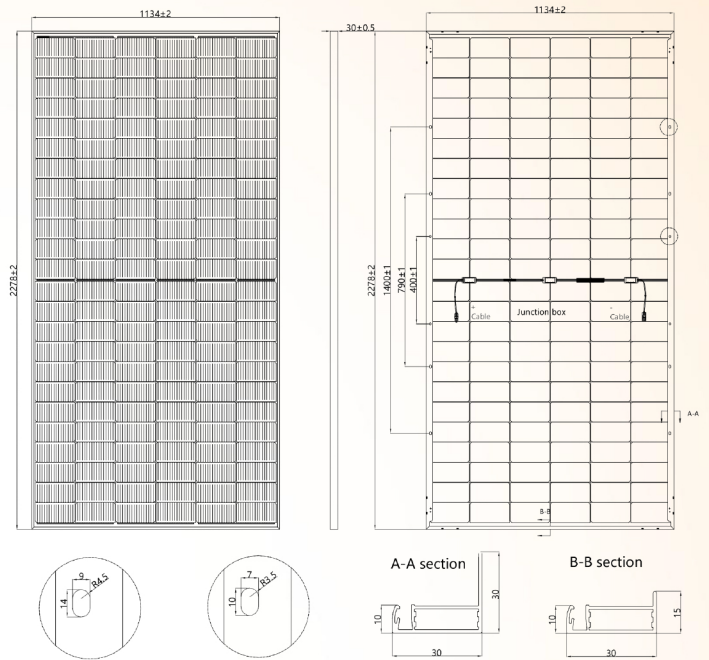 1134±2
30±0.5
1134±2
2278±2
2278±2
1400±1
790±1
400±1
+
Cable
Junction box
-
Cable
A-A
B-B
9
R4.5
14
7
R3.5
10
A-A section
10
30
30
B-B section
10
15
30